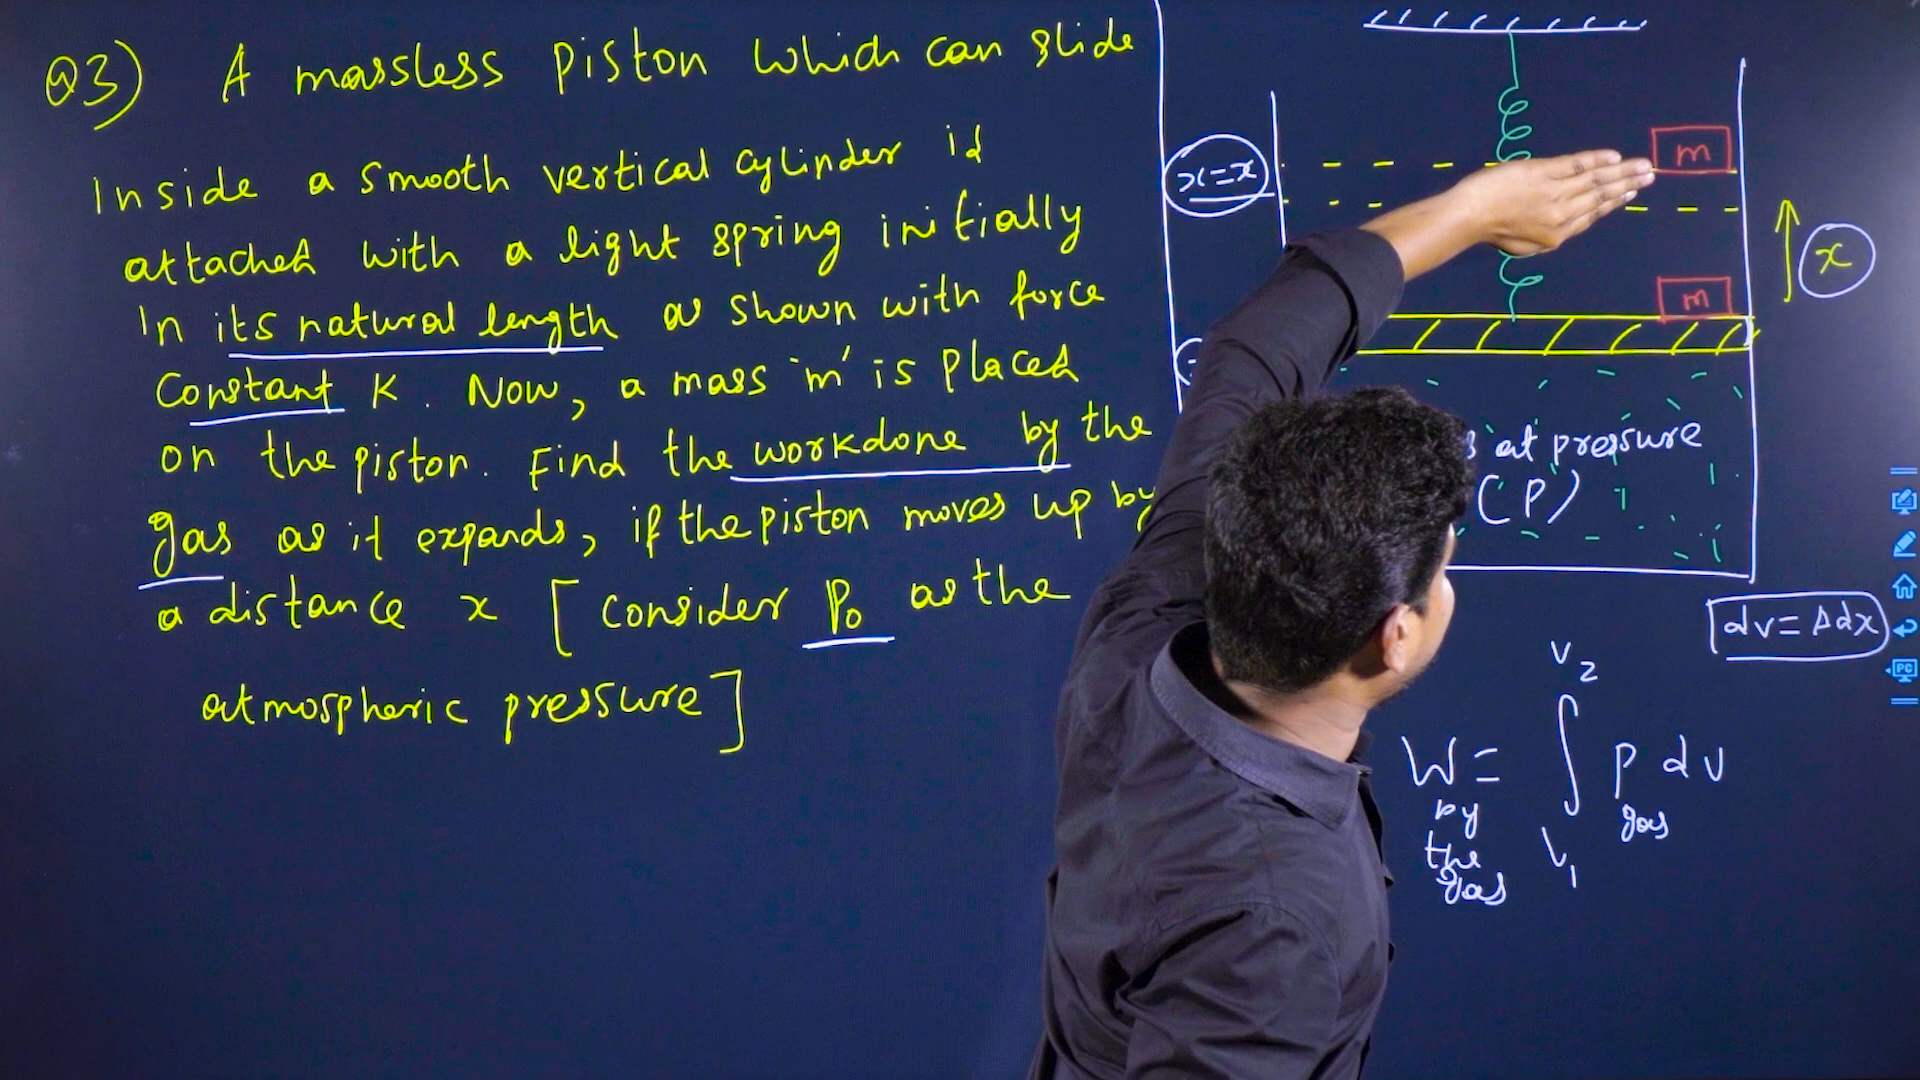 Q3) A massless piston which can slide
Inside a smooth vertical cylinder is
attached with a light spring initially
in its natural length as shown with force
Constant K. Now, a mass 'm' is placed
on the piston. Find the workdone by the
gas as it expands, if the piston moves up by
a distance x [consider P₀ as the
atmospheric pressure]
m
x=x
x
m
at pressure
(P)
dv = Adx
W by the gas = ∫ V₁ V₂ P gas dv
PC